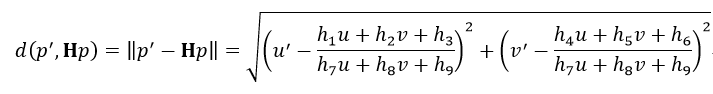 d(p′, Hp) = ‖p′ − Hp‖ = √((u′ − (h₁u + h₂v + h₃)/(h₇u + h₈v + h₉))² + (v′ − (h₄u + h₅v + h₆)/(h₇u + h₈v + h₉))²)